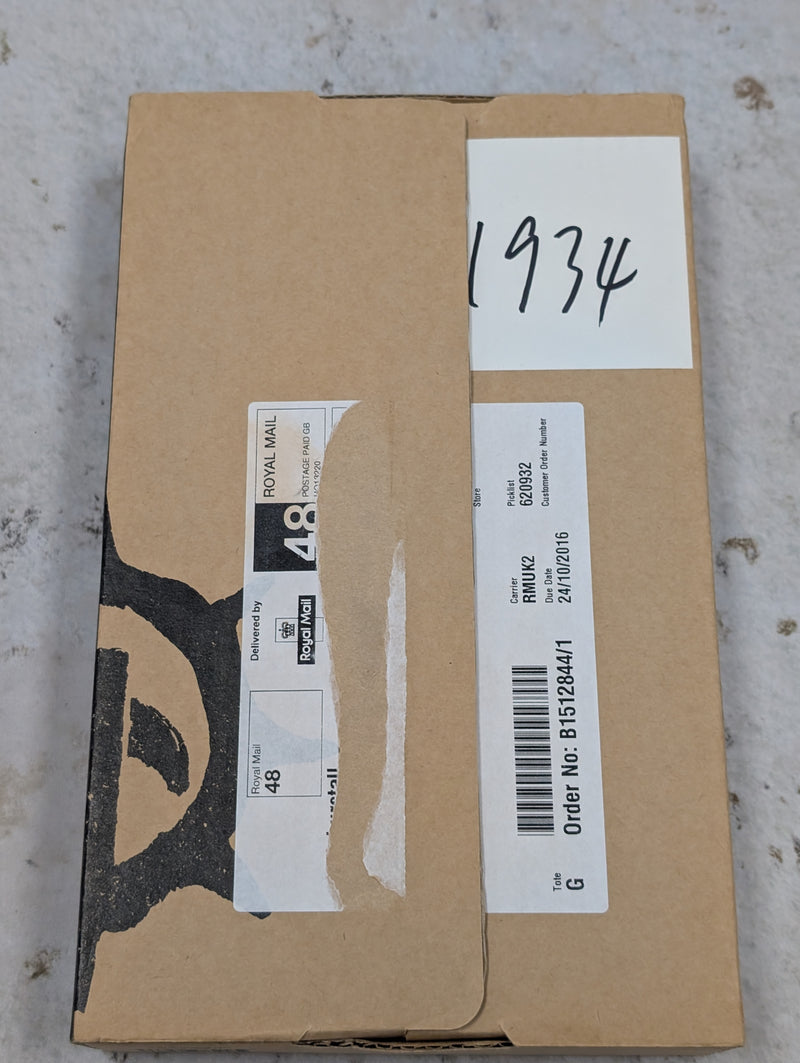 1934
ROYAL MAIL
POSTAGE PAID GB
48
Delivered by
Royal Mail
Royal Mail
48
Store
Picklist
620932
Customer Order Number
Carrier
RMUK2
Due Date
24/10/2016
Order No: B1512844/1
Tote
G